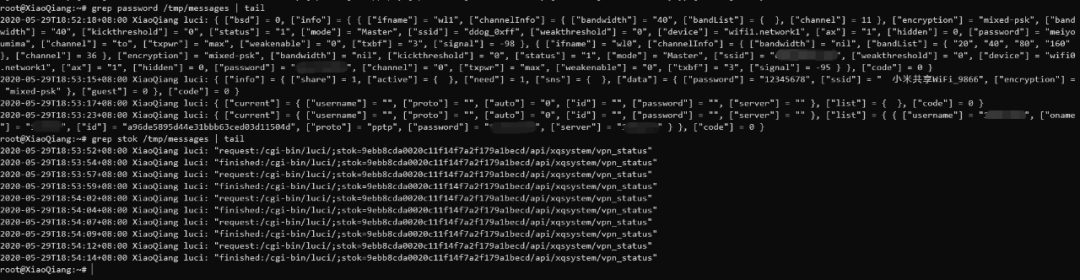 root@XiaoQiang:~# grep password /tmp/messages | tail
2020-05-29T18:52:18+08:00 XiaoQiang luci: { ["bsd"] = 0, ["info"] = { { ["ifname"] = "wl1", ["channelInfo"] = { ["bandwidth"] = "40", ["bandList"] = {  }, ["channel"] = 11 }, ["encryption"] = "mixed-psk", ["band
width"] = "40", ["kickthreshold"] = "0", ["status"] = "1", ["mode"] = "Master", ["ssid"] = "ddog_0xff", ["weakthreshold"] = "0", ["device"] = "wifi1.network1", ["ax"] = "1", ["hidden"] = 0, ["password"] = "meiyo
umima", ["channel"] = "to", ["txpwr"] = "max", ["weakenable"] = "0", ["txbf"] = "3", ["signal"] = -98 }, { ["ifname"] = "wl0", ["channelInfo"] = { ["bandwidth"] = "nil", ["bandList"] = { "20", "40", "80", "160"
}, ["channel"] = 36 }, ["encryption"] = "mixed-psk", ["bandwidth"] = "nil", ["kickthreshold"] = "0", ["status"] = "1", ["mode"] = "Master", ["ssid"] = ", ["weakthreshold"] = "0", ["device"] = "wifi0
.network1", ["ax"] = "1", ["hidden"] = 0, ["password"] = ", ["channel"] = "0", ["txpwr"] = "max", ["weakenable"] = "0", ["txbf"] = "3", ["signal"] = -95 } }, ["code"] = 0 }
2020-05-29T18:53:15+08:00 XiaoQiang luci: { ["info"] = { ["share"] = 1, ["active"] = {  }, ["need"] = 1, ["sns"] = {  }, ["data"] = { ["password"] = "12345678", ["ssid"] = " 小米共享WiFi_9866", ["encryption"] =
"mixed-psk" }, ["guest"] = 0 }, ["code"] = 0 }
2020-05-29T18:53:17+08:00 XiaoQiang luci: { ["current"] = { ["username"] = "", ["proto"] = "", ["auto"] = "0", ["id"] = "", ["password"] = "", ["server"] = "" }, ["list"] = {  }, ["code"] = 0 }
2020-05-29T18:53:23+08:00 XiaoQiang luci: { ["current"] = { ["username"] = "", ["proto"] = "", ["auto"] = "0", ["id"] = "", ["password"] = "", ["server"] = "" }, ["list"] = { { ["username"] = ", ["oname
"] = ", ["id"] = "a96de5895d44e31bbb63ced03d11504d", ["proto"] = "pptp", ["password"] = ", ["server"] = " } }, ["code"] = 0 }
root@XiaoQiang:~# grep stok /tmp/messages | tail
2020-05-29T18:53:52+08:00 XiaoQiang luci: "request:/cgi-bin/luci/;stok=9ebb8cda0020c11f14f7a2f179a1becd/api/xqsystem/vpn_status"
2020-05-29T18:53:54+08:00 XiaoQiang luci: "finished:/cgi-bin/luci/;stok=9ebb8cda0020c11f14f7a2f179a1becd/api/xqsystem/vpn_status"
2020-05-29T18:53:57+08:00 XiaoQiang luci: "request:/cgi-bin/luci/;stok=9ebb8cda0020c11f14f7a2f179a1becd/api/xqsystem/vpn_status"
2020-05-29T18:53:59+08:00 XiaoQiang luci: "finished:/cgi-bin/luci/;stok=9ebb8cda0020c11f14f7a2f179a1becd/api/xqsystem/vpn_status"
2020-05-29T18:54:02+08:00 XiaoQiang luci: "request:/cgi-bin/luci/;stok=9ebb8cda0020c11f14f7a2f179a1becd/api/xqsystem/vpn_status"
2020-05-29T18:54:04+08:00 XiaoQiang luci: "finished:/cgi-bin/luci/;stok=9ebb8cda0020c11f14f7a2f179a1becd/api/xqsystem/vpn_status"
2020-05-29T18:54:07+08:00 XiaoQiang luci: "request:/cgi-bin/luci/;stok=9ebb8cda0020c11f14f7a2f179a1becd/api/xqsystem/vpn_status"
2020-05-29T18:54:09+08:00 XiaoQiang luci: "finished:/cgi-bin/luci/;stok=9ebb8cda0020c11f14f7a2f179a1becd/api/xqsystem/vpn_status"
2020-05-29T18:54:12+08:00 XiaoQiang luci: "request:/cgi-bin/luci/;stok=9ebb8cda0020c11f14f7a2f179a1becd/api/xqsystem/vpn_status"
2020-05-29T18:54:14+08:00 XiaoQiang luci: "finished:/cgi-bin/luci/;stok=9ebb8cda0020c11f14f7a2f179a1becd/api/xqsystem/vpn_status"
root@XiaoQiang:~#